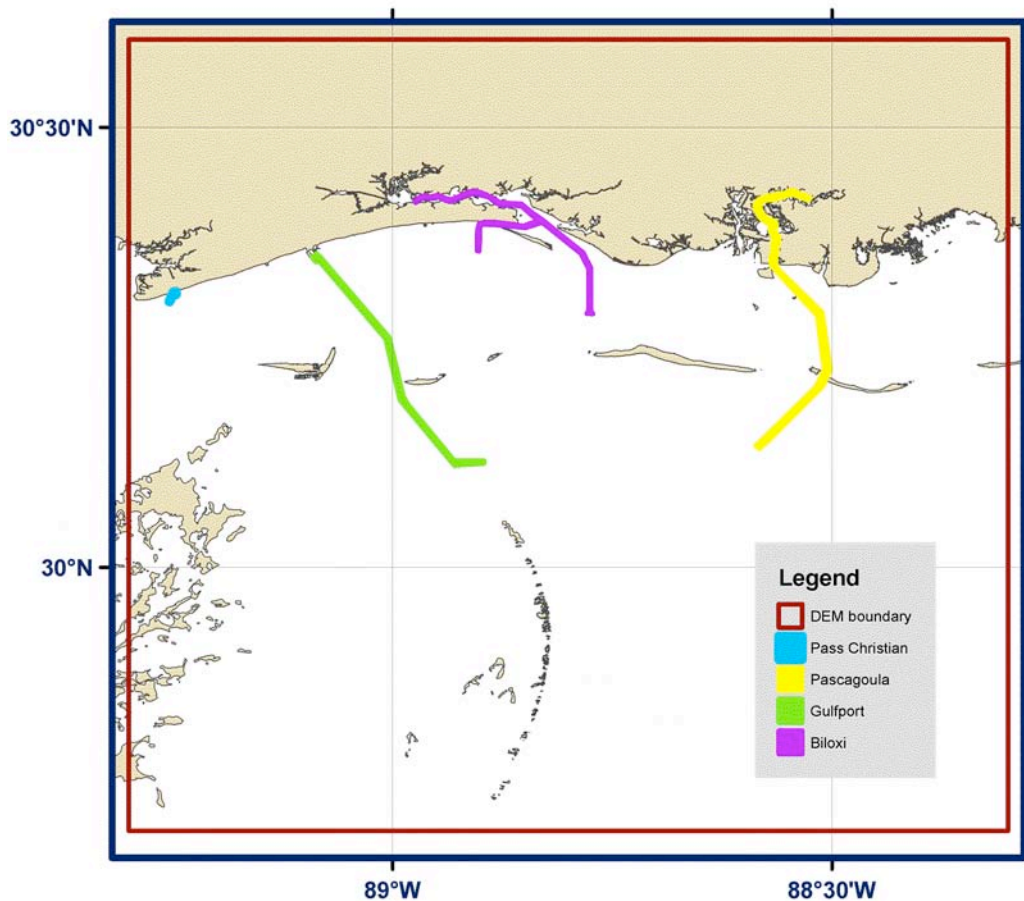 30°30'N
30°N
Legend
DEM boundary
Pass Christian
Pascagoula
Gulfport
Biloxi
89°W
88°30'W